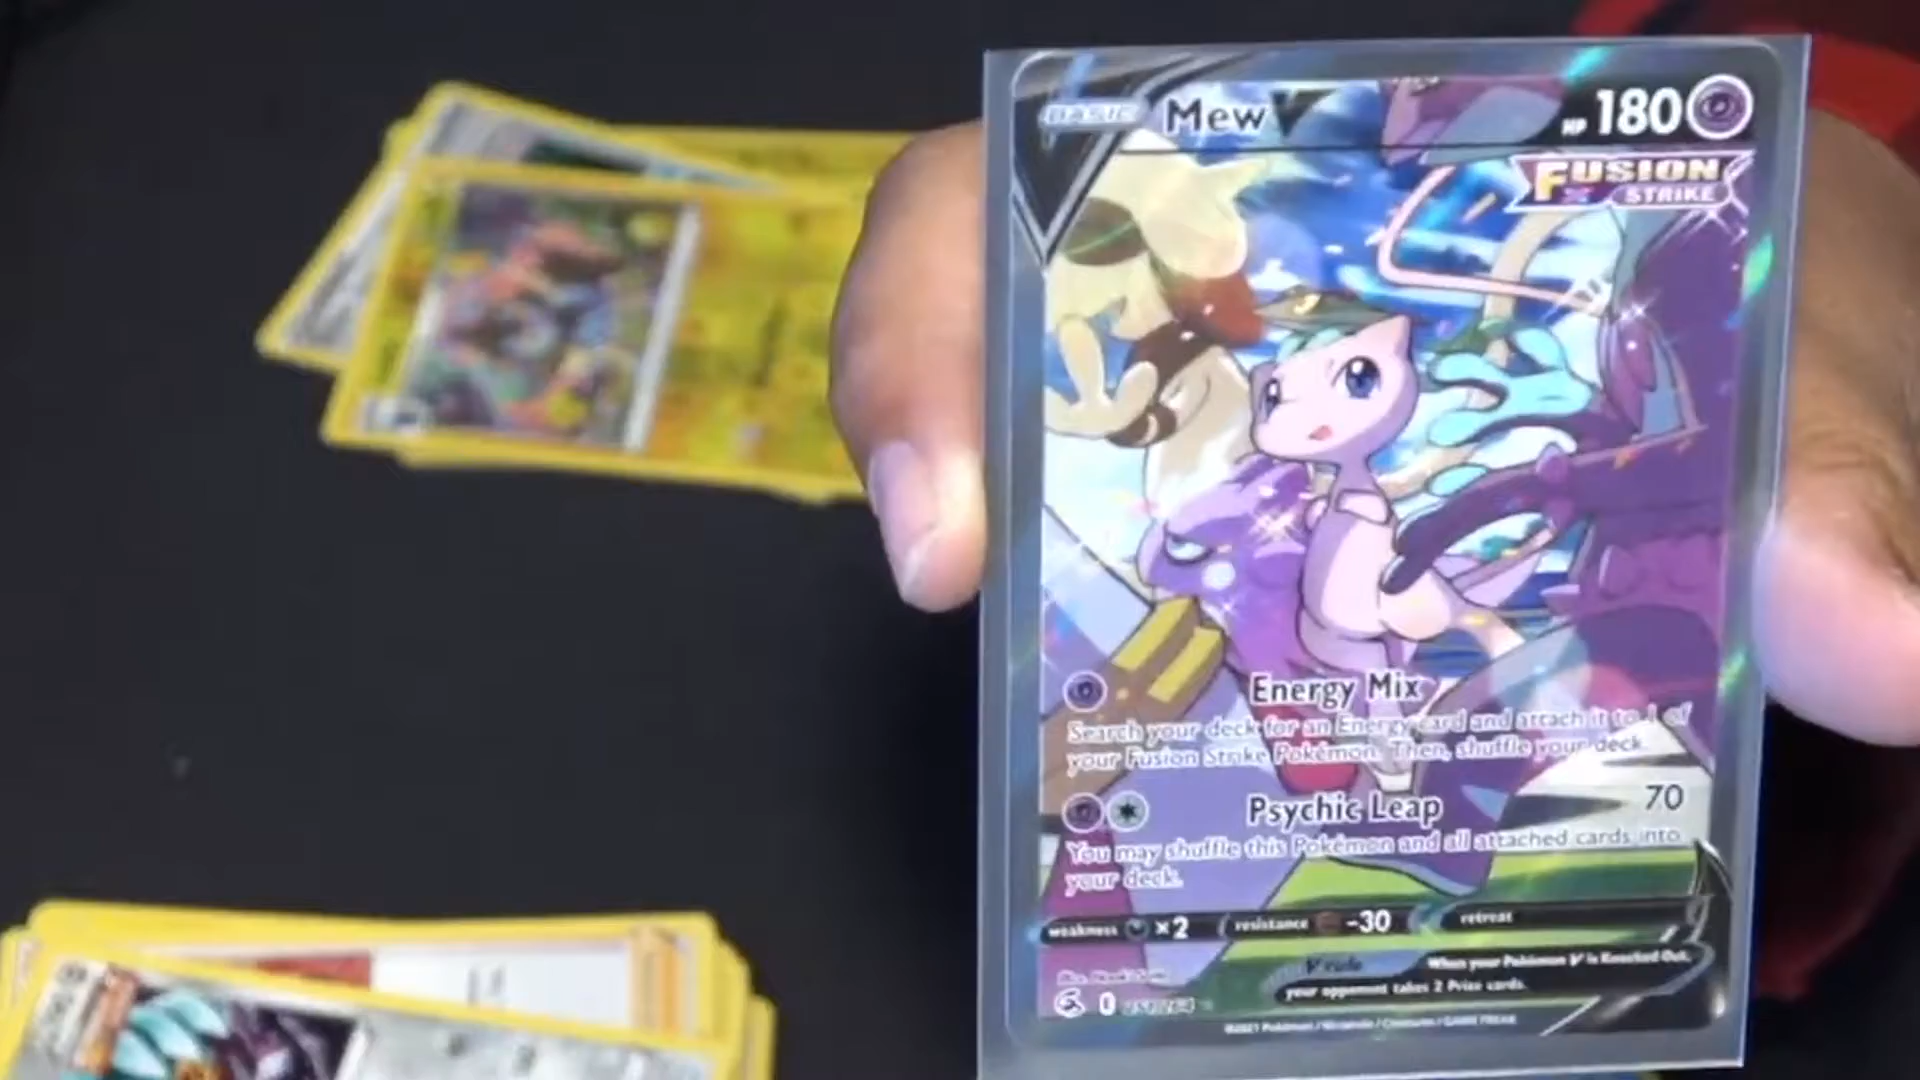 BASIC Mew V HP 180
FUSION
STRIKE
Energy Mix
Search your deck for an Energy card and attach it to 1 of
your Fusion Strike Pokémon. Then, shuffle your deck.
Psychic Leap 70
You may shuffle this Pokémon and all attached cards into
your deck.
weakness ×2 resistance -30 retreat
V rule When your Pokémon V is Knocked Out,
your opponent takes 2 Prize cards.
©2021 Pokémon / Nintendo / Creatures / GAME FREAK